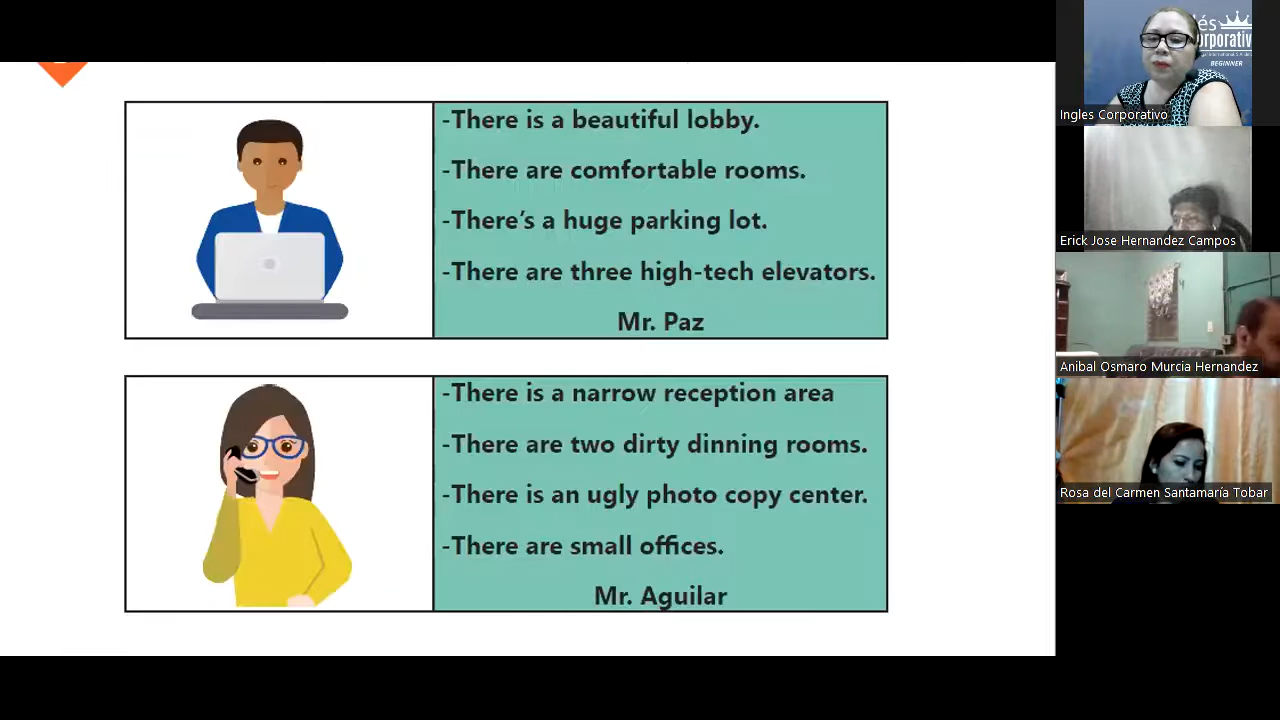 -There is a beautiful lobby.
-There are comfortable rooms.
-There's a huge parking lot.
-There are three high-tech elevators.
Mr. Paz
-There is a narrow reception area
-There are two dirty dinning rooms.
-There is an ugly photo copy center.
-There are small offices.
Mr. Aguilar
és
orporativ
BEGINNER
Ingles Corporativo
Erick Jose Hernandez Campos
Anibal Osmaro Murcia Hernandez
Rosa del Carmen Santamaría Tobar